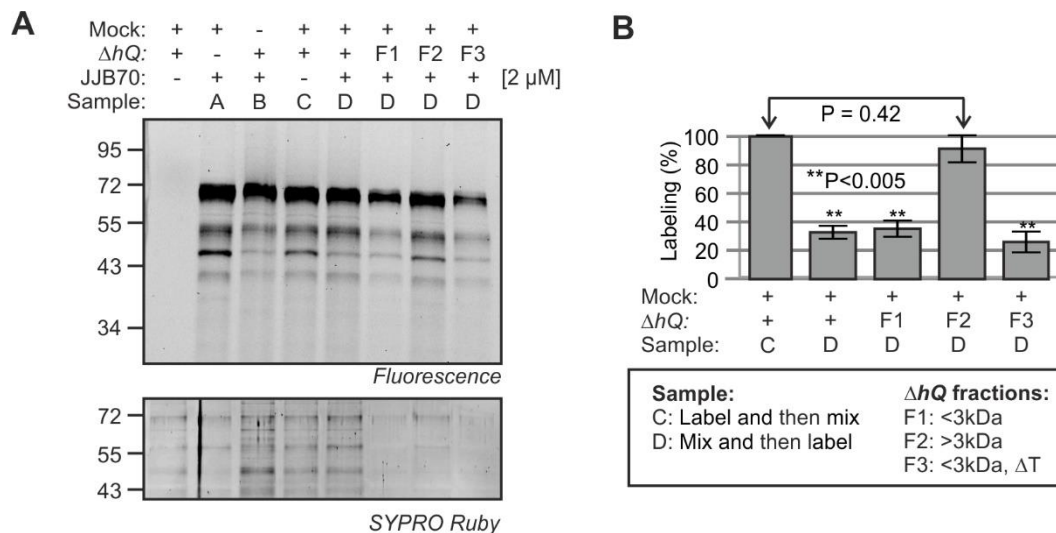 A
Mock: + + - + + + + +
ΔhQ: + - + + + F1 F2 F3
JJB70: - + + - + + + + [2 µM]
Sample: A B C D D D D
95
72
55
43
34
Fluorescence
72
55
43
SYPRO Ruby
B
P = 0.42
**P<0.005
Labeling (%)
100
80
60
40
20
0
** ** **
Mock: + + + + +
ΔhQ: + + F1 F2 F3
Sample: C D D D D
Sample:
C: Label and then mix
D: Mix and then label
ΔhQ fractions:
F1: <3kDa
F2: >3kDa
F3: <3kDa, ΔT